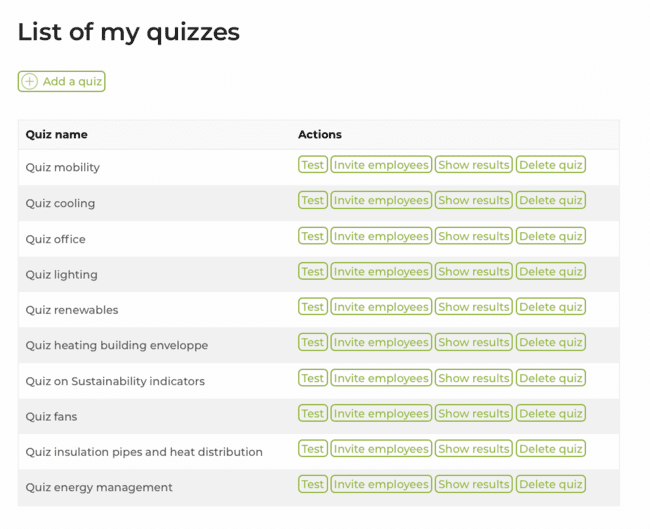 List of my quizzes
Add a quiz
Quiz name Actions
Quiz mobility Test Invite employees Show results Delete quiz
Quiz cooling Test Invite employees Show results Delete quiz
Quiz office Test Invite employees Show results Delete quiz
Quiz lighting Test Invite employees Show results Delete quiz
Quiz renewables Test Invite employees Show results Delete quiz
Quiz heating building enveloppe Test Invite employees Show results Delete quiz
Quiz on Sustainability indicators Test Invite employees Show results Delete quiz
Quiz fans Test Invite employees Show results Delete quiz
Quiz insulation pipes and heat distribution Test Invite employees Show results Delete quiz
Quiz energy management Test Invite employees Show results Delete quiz